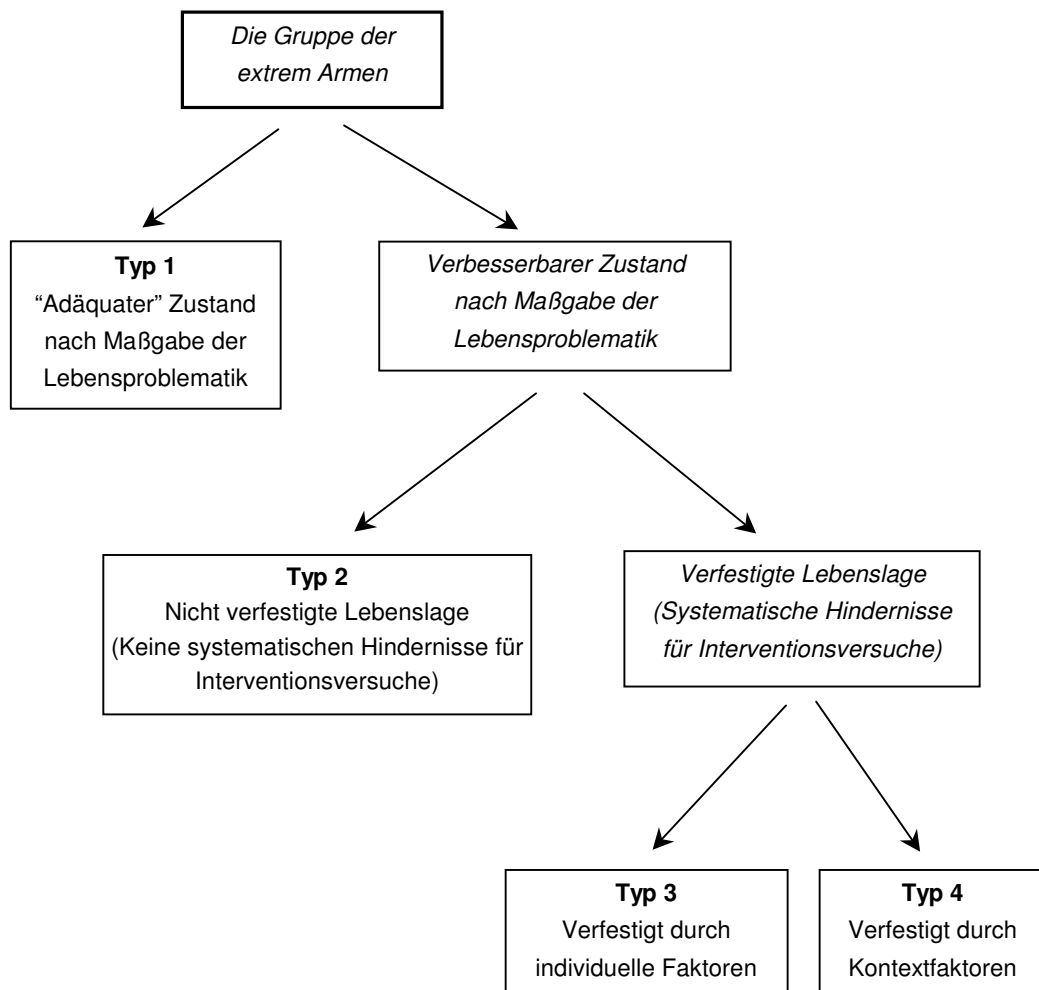 Die Gruppe der
extrem Armen
Typ 1
“Adäquater” Zustand
nach Maßgabe der
Lebensproblematik
Verbesserbarer Zustand
nach Maßgabe der
Lebensproblematik
Typ 2
Nicht verfestigte Lebenslage
(Keine systematischen Hindernisse für
Interventionsversuche)
Verfestigte Lebenslage
(Systematische Hindernisse
für Interventionsversuche)
Typ 3
Verfestigt durch
individuelle Faktoren
Typ 4
Verfestigt durch
Kontextfaktoren